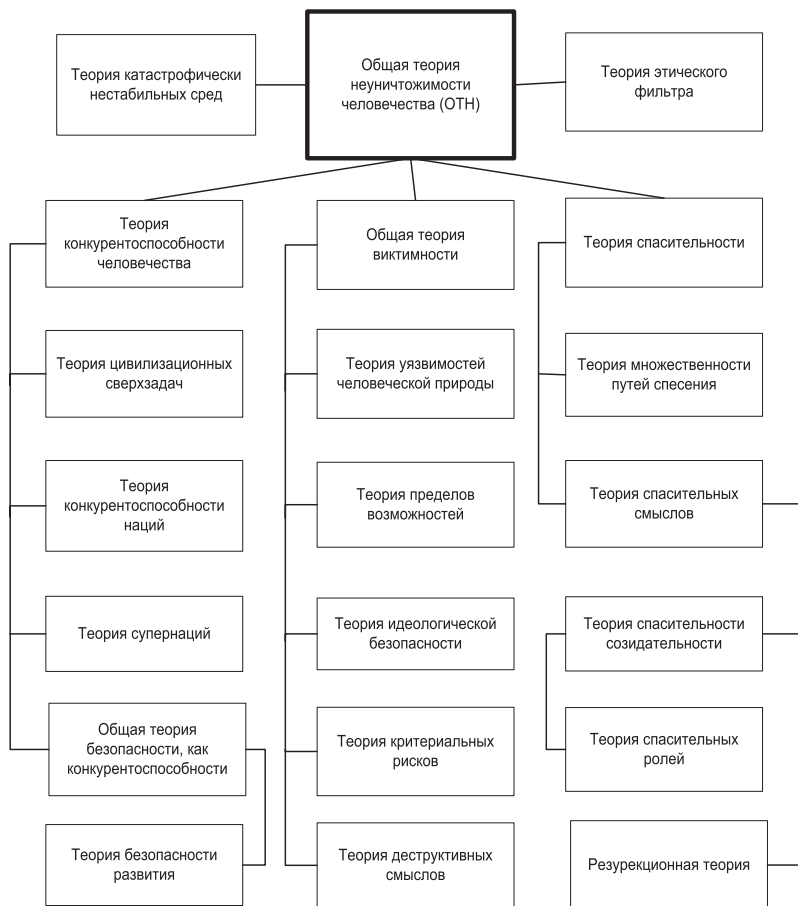 Теория катастрофически
нестабильных сред
Общая теория
неуничтожимости
человечества (ОТН)
Теория этического
фильтра
Теория
конкурентоспособности
человечества
Общая теория
виктимности
Теория спасительности
Теория цивилизационных
сверхзадач
Теория уязвимостей
человеческой природы
Теория множественности
путей спесения
Теория
конкурентоспособности
наций
Теория пределов
возможностей
Теория спасительных
смыслов
Теория супернаций
Теория идеологической
безопасности
Теория спасительности
созидательности
Общая теория
безопасности, как
конкурентоспособности
Теория критериальных
рисков
Теория спасительных
ролей
Теория безопасности
развития
Теория деструктивных
смыслов
Резурекционная теория